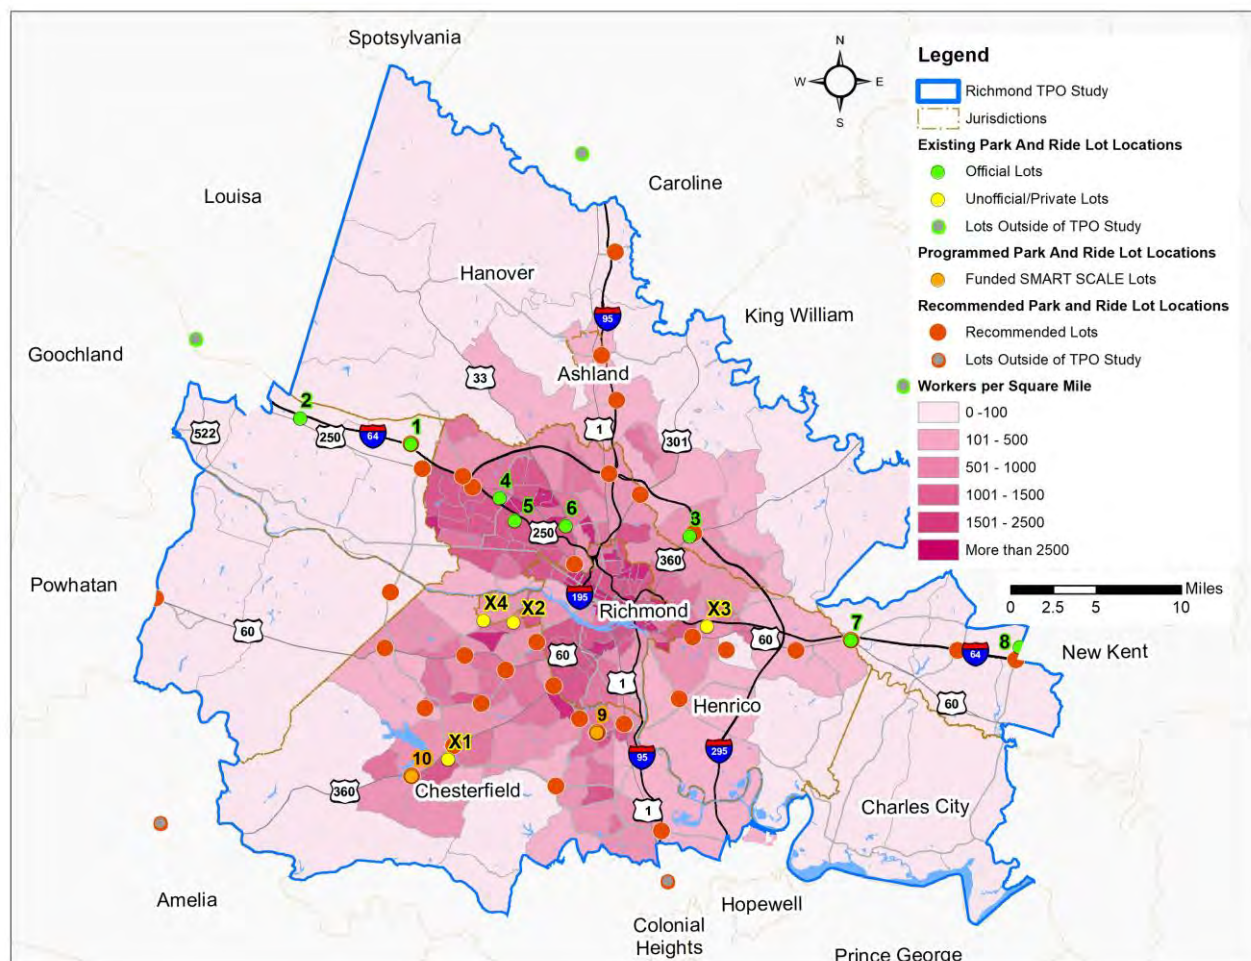 Spotsylvania
N
W E
S
Louisa
Caroline
Hanover
95
King William
Goochland
Ashland
33
2
1
522
250
64
1
301
4
5
6
250
3
360
Powhatan
195
Richmond
X4
X2
X3
60
60
60
7
8
64
New Kent
60
1
Henrico
9
X1
10
95
295
360
Chesterfield
1
Charles City
Amelia
Hopewell
Colonial
Heights
Prince George
Legend
Richmond TPO Study
Jurisdictions
Existing Park And Ride Lot Locations
Official Lots
Unofficial/Private Lots
Lots Outside of TPO Study
Programmed Park And Ride Lot Locations
Funded SMART SCALE Lots
Recommended Park and Ride Lot Locations
Recommended Lots
Lots Outside of TPO Study
Workers per Square Mile
0 -100
101 - 500
501 - 1000
1001 - 1500
1501 - 2500
More than 2500
Miles
0 2.5 5 10